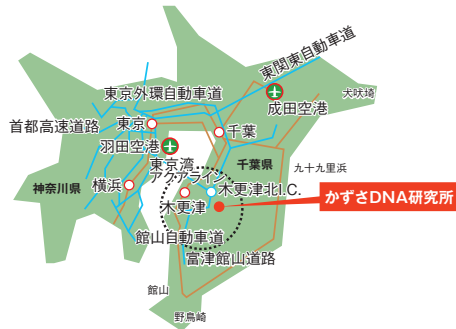 東関東自動車道
東京外環自動車道
成田空港
犬吠埼
首都高速道路
東京
千葉
羽田空港
東京湾
アクアライン
千葉県
九十九里浜
神奈川県
横浜
木更津北I.C.
木更津
かずさDNA研究所
館山自動車道
富津館山道路
館山
野鳥崎